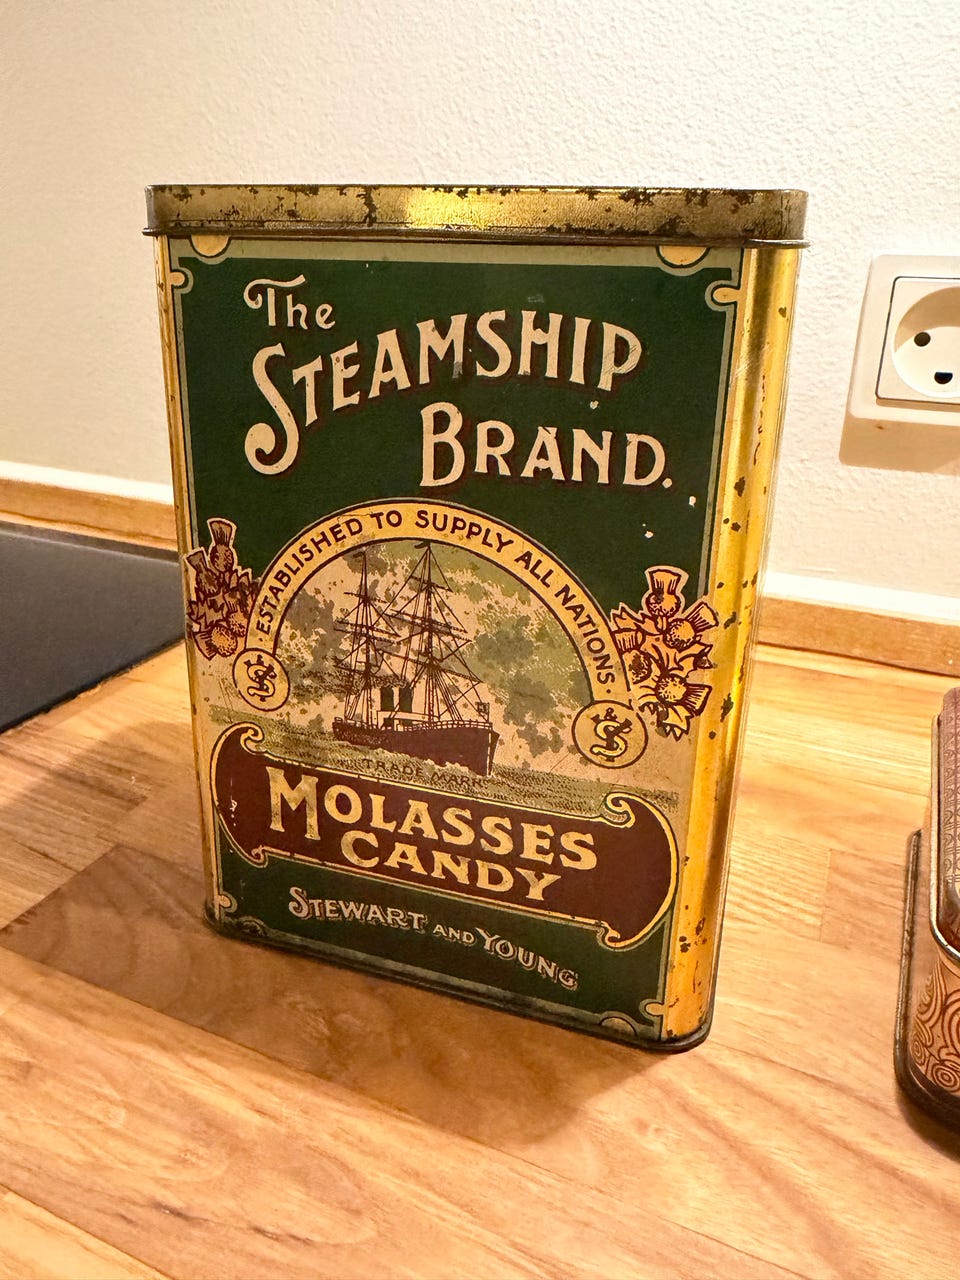 The
STEAMSHIP
BRAND.
ESTABLISHED TO SUPPLY ALL NATIONS.
TRADE MARK
MOLASSES
CANDY
STEWART AND YOUNG